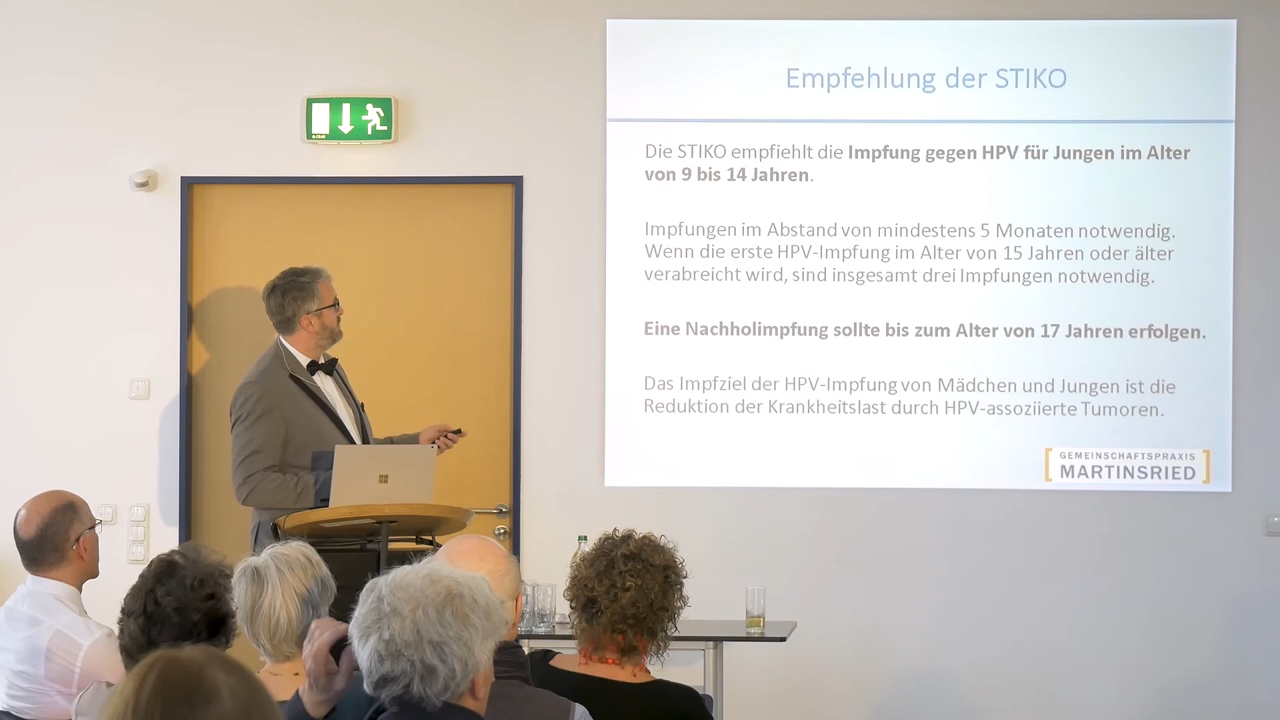 Empfehlung der STIKO
Die STIKO empfiehlt die Impfung gegen HPV für Jungen im Alter
von 9 bis 14 Jahren.
Impfungen im Abstand von mindestens 5 Monaten notwendig.
Wenn die erste HPV-Impfung im Alter von 15 Jahren oder älter
verabreicht wird, sind insgesamt drei Impfungen notwendig.
Eine Nachholimpfung sollte bis zum Alter von 17 Jahren erfolgen.
Das Impfziel der HPV-Impfung von Mädchen und Jungen ist die
Reduktion der Krankheitslast durch HPV-assoziierte Tumoren.
GEMEINSCHAFTSPRAXIS
MARTINSRIED